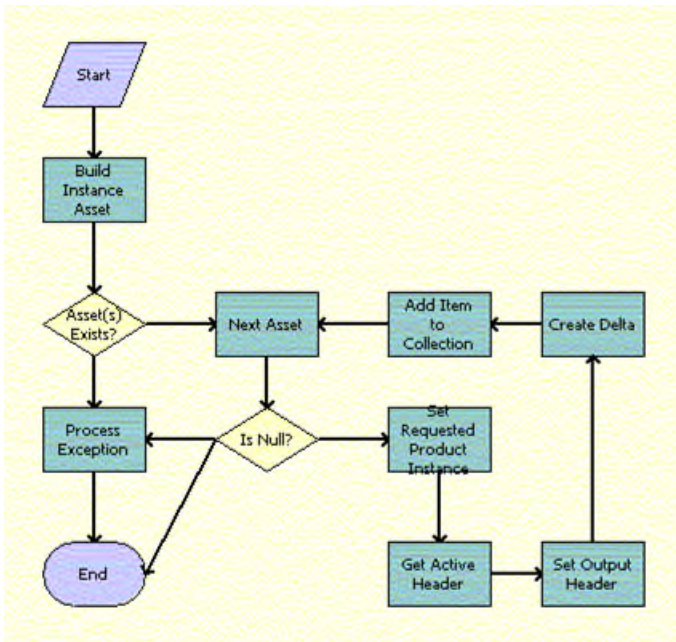 Start
Build
Instance
Asset
Asset(s)
Exists?
Next Asset
Add Item
to
Collection
Create Delta
Process
Exception
Is Null?
Set
Requested
Product
Instance
End
Get Active
Header
Set Output
Header